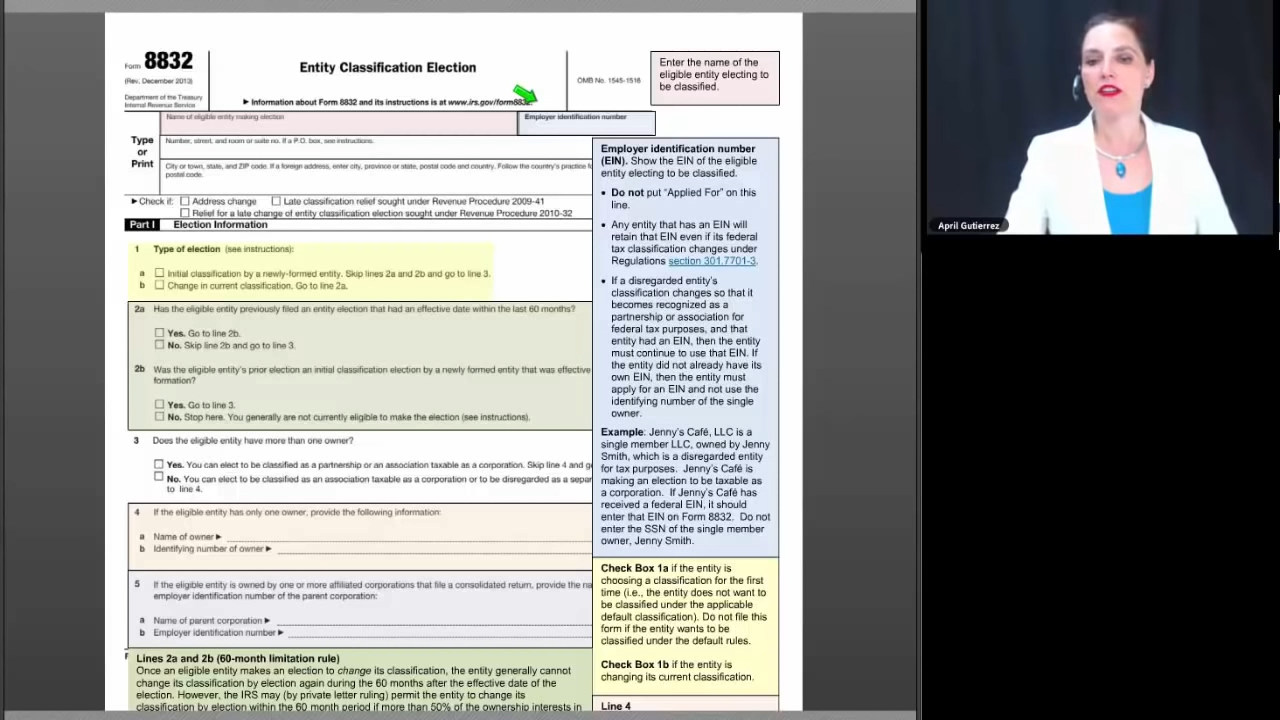 Form 8832
(Rev. December 2013)
Department of the Treasury
Internal Revenue Service
Entity Classification Election
▶ Information about Form 8832 and its instructions is at www.irs.gov/form8832.
OMB No. 1545-1516
Enter the name of the
eligible entity electing to
be classified.
Type
or
Print
Name of eligible entity making election
Employer identification number
Number, street, and room or suite no. If a P.O. box, see instructions.
City or town, state, and ZIP code. If a foreign address, enter city, province or state, postal code and country. Follow the country's practice f
postal code.
▶ Check if: Address change Late classification relief sought under Revenue Procedure 2009-41
Relief for a late change of entity classification election sought under Revenue Procedure 2010-32
Part I Election Information
1 Type of election (see instructions):
a Initial classification by a newly-formed entity. Skip lines 2a and 2b and go to line 3.
b Change in current classification. Go to line 2a.
2a Has the eligible entity previously filed an entity election that had an effective date within the last 60 months?
Yes. Go to line 2b.
No. Skip line 2b and go to line 3.
2b Was the eligible entity's prior election an initial classification election by a newly formed entity that was effective
formation?
Yes. Go to line 3.
No. Stop here. You generally are not currently eligible to make the election (see instructions).
3 Does the eligible entity have more than one owner?
Yes. You can elect to be classified as a partnership or an association taxable as a corporation. Skip line 4 and g
No. You can elect to be classified as an association taxable as a corporation or to be disregarded as a separ
to line 4.
4 If the eligible entity has only one owner, provide the following information:
a Name of owner ▶
b Identifying number of owner ▶
5 If the eligible entity is owned by one or more affiliated corporations that file a consolidated return, provide the na
employer identification number of the parent corporation:
a Name of parent corporation ▶
b Employer identification number ▶
Lines 2a and 2b (60-month limitation rule)
Once an eligible entity makes an election to change its classification, the entity generally cannot
change its classification by election again during the 60 months after the effective date of the
election. However, the IRS may (by private letter ruling) permit the entity to change its
classification by election within the 60 month period if more than 50% of the ownership interests in
Employer identification number
(EIN). Show the EIN of the eligible
entity electing to be classified.
• Do not put “Applied For” on this
line.
• Any entity that has an EIN will
retain that EIN even if its federal
tax classification changes under
Regulations section 301.7701-3.
• If a disregarded entity's
classification changes so that it
becomes recognized as a
partnership or association for
federal tax purposes, and that
entity had an EIN, then the entity
must continue to use that EIN. If
the entity did not already have its
own EIN, then the entity must
apply for an EIN and not use the
identifying number of the single
owner.
Example: Jenny's Café, LLC is a
single member LLC, owned by Jenny
Smith, which is a disregarded entity
for tax purposes. Jenny's Café is
making an election to be taxable as
a corporation. If Jenny's Café has
received a federal EIN, it should
enter that EIN on Form 8832. Do not
enter the SSN of the single member
owner, Jenny Smith.
Check Box 1a if the entity is
choosing a classification for the first
time (i.e., the entity does not want to
be classified under the applicable
default classification). Do not file this
form if the entity wants to be
classified under the default rules.
Check Box 1b if the entity is
changing its current classification.
Line 4
April Gutierrez